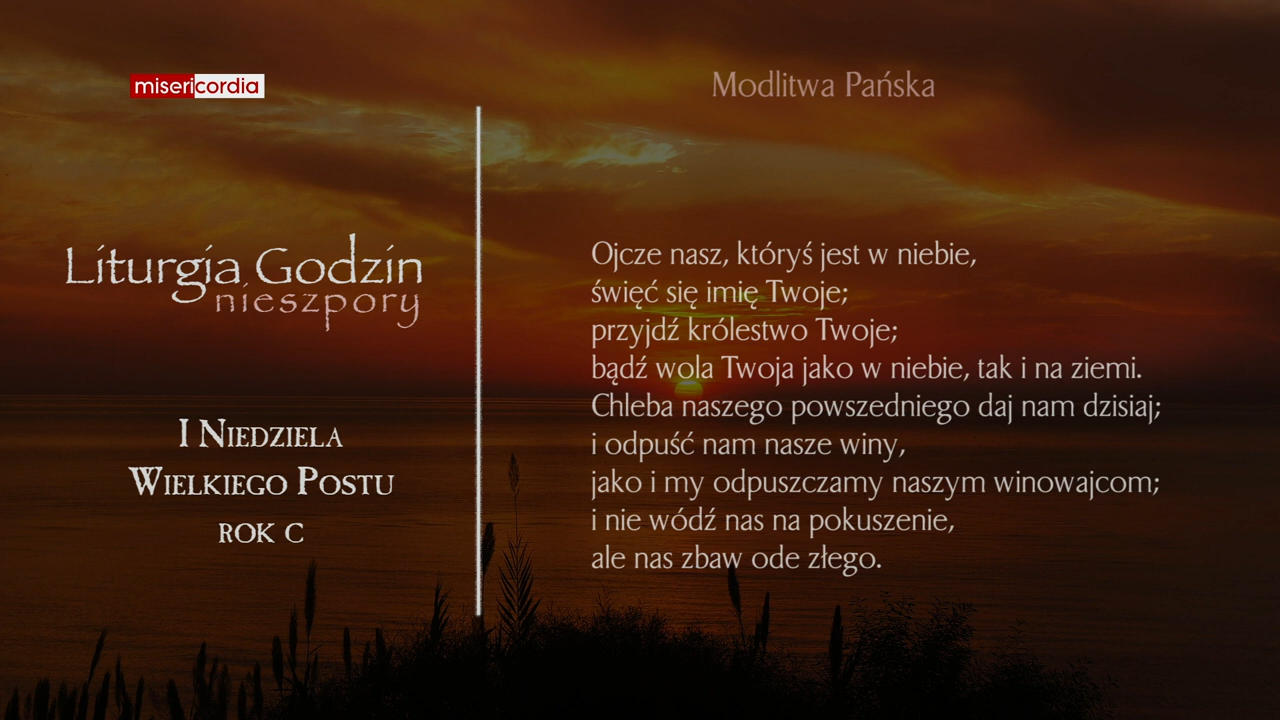 misericordia
Liturgia Godzin
nieszpory
I Niedziela
Wielkiego Postu
rok C
Modlitwa Pańska
Ojcze nasz, któryś jest w niebie,
święć się imię Twoje;
przyjdź królestwo Twoje;
bądź wola Twoja jako w niebie, tak i na ziemi.
Chleba naszego powszedniego daj nam dzisiaj;
i odpuść nam nasze winy,
jako i my odpuszczamy naszym winowajcom;
i nie wódź nas na pokuszenie,
ale nas zbaw ode złego.